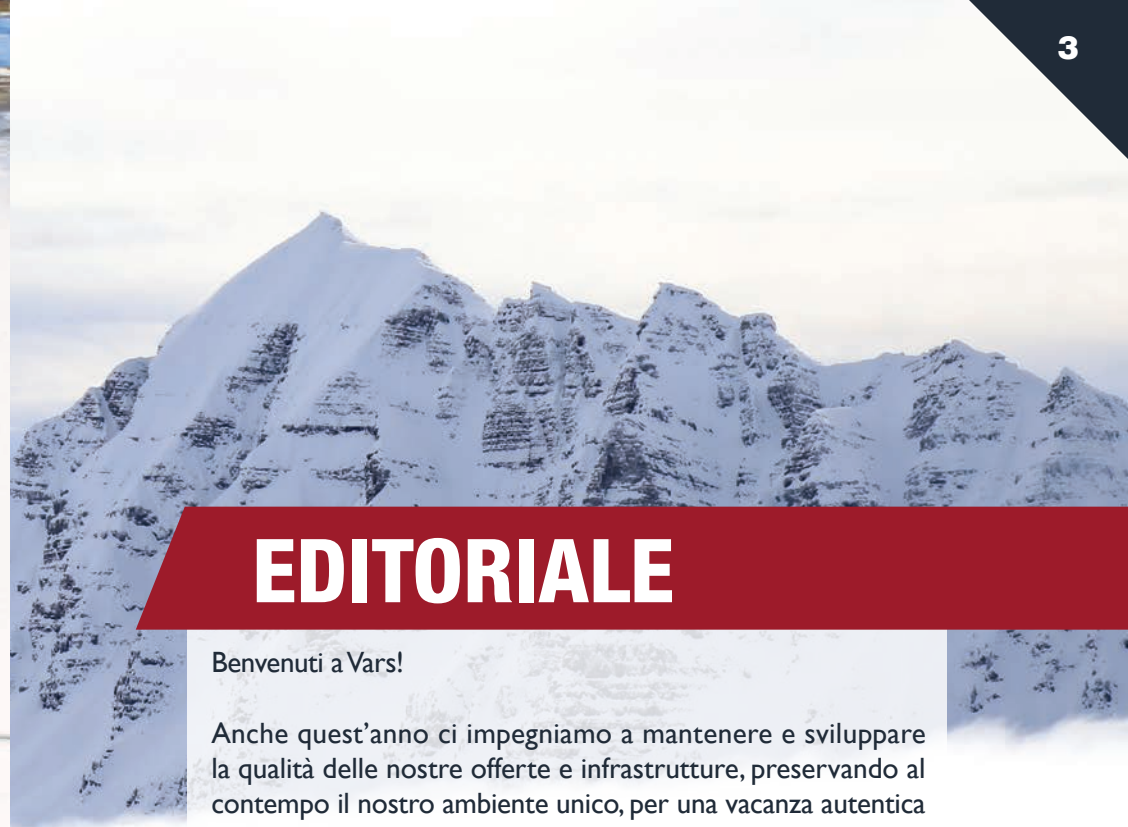 3
EDITORIALE
Benvenuti a Vars!
Anche quest’anno ci impegniamo a mantenere e sviluppare
la qualità delle nostre offerte e infrastrutture, preservando al
contempo il nostro ambiente unico, per una vacanza autentica